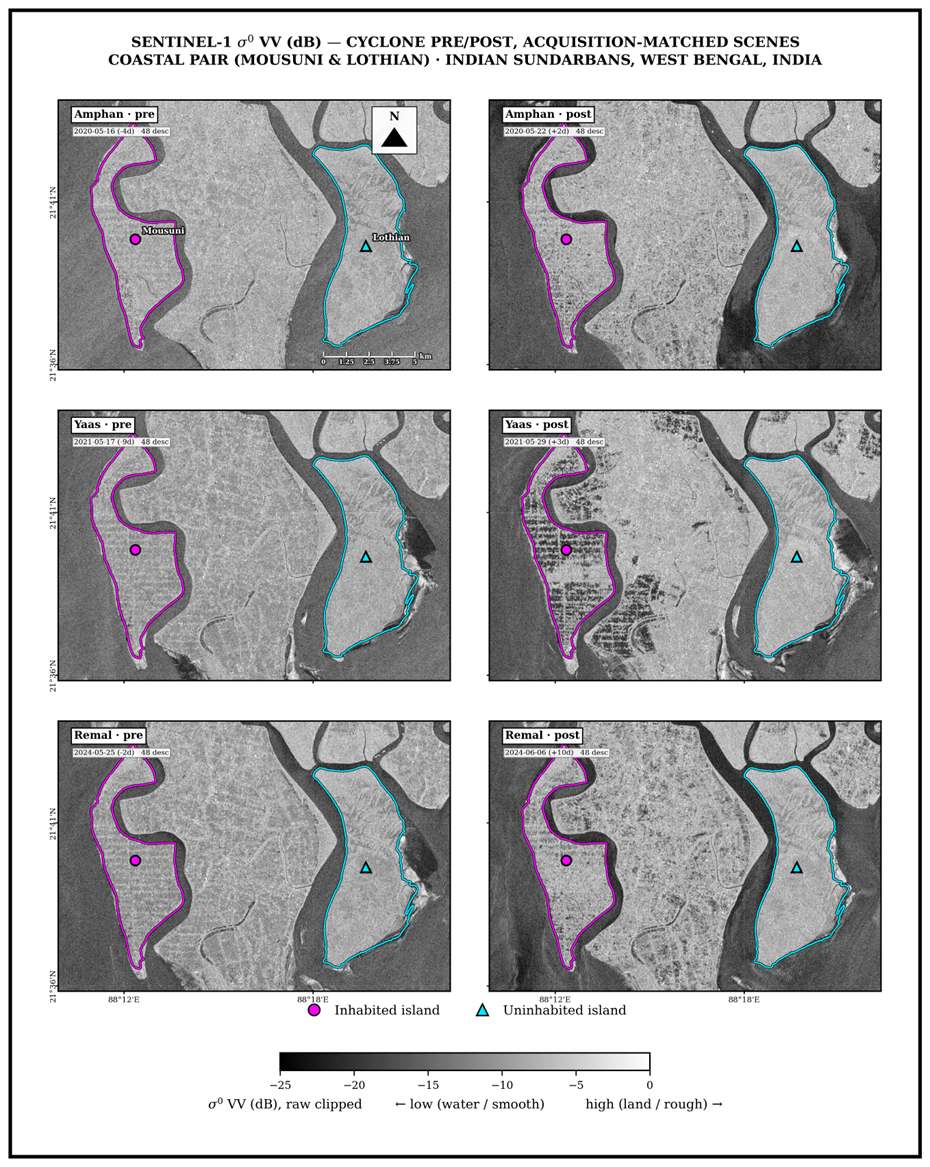 SENTINEL-1 σ⁰ VV (dB) — CYCLONE PRE/POST, ACQUISITION-MATCHED SCENES
COASTAL PAIR (MOUSUNI & LOTHIAN) · INDIAN SUNDARBANS, WEST BENGAL, INDIA
Amphan · pre
2020-05-16 (-4d) 48 desc
N
21°41'N
Mousuni
Lothian
0 1.25 2.5 3.75 5 km
21°36'N
Amphan · post
2020-05-22 (+2d) 48 desc
Yaas · pre
2021-05-17 (-9d) 48 desc
21°41'N
21°36'N
Yaas · post
2021-05-29 (+3d) 48 desc
Remal · pre
2024-05-25 (-2d) 48 desc
21°41'N
21°36'N
88°12'E 88°18'E
Remal · post
2024-06-06 (+10d) 48 desc
88°12'E 88°18'E
Inhabited island Uninhabited island
−25 −20 −15 −10 −5 0
σ⁰ VV (dB), raw clipped ← low (water / smooth) high (land / rough) →